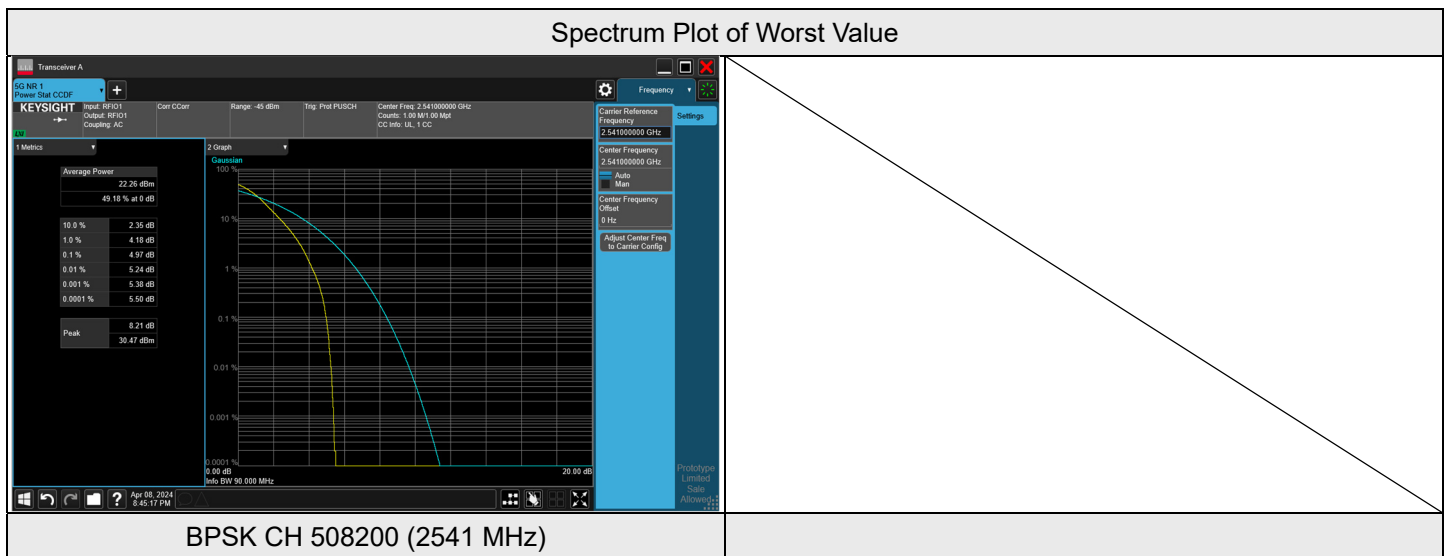 Spectrum Plot of Worst Value
Transceiver A
5G NR 1
Power Stat CCDF
+
Frequency
KEYSIGHT
Input: RFIO1
Output: RFIO1
Coupling: AC
Corr CCorr
Range: -45 dBm
Trig: Prot PUSCH
Center Freq: 2.541000000 GHz
Counts: 1.00 M/1.00 Mpt
CC Info: UL, 1 CC
Carrier Reference
Frequency
2.541000000 GHz
Settings
Center Frequency
2.541000000 GHz
Auto
Man
Center Frequency
Offset
0 Hz
Adjust Center Freq
to Carrier Config
1 Metrics
Average Power
22.26 dBm
49.18 % at 0 dB
10.0 % 2.35 dB
1.0 % 4.18 dB
0.1 % 4.97 dB
0.01 % 5.24 dB
0.001 % 5.38 dB
0.0001 % 5.50 dB
Peak 8.21 dB
30.47 dBm
2 Graph
Gaussian
100 %
10 %
1 %
0.1 %
0.01 %
0.001 %
0.0001 %
0.00 dB 20.00 dB
Info BW 90.000 MHz
Prototype
Limited
Sale
Allowed
?
Apr 08, 2024
8:45:17 PM
BPSK CH 508200 (2541 MHz)